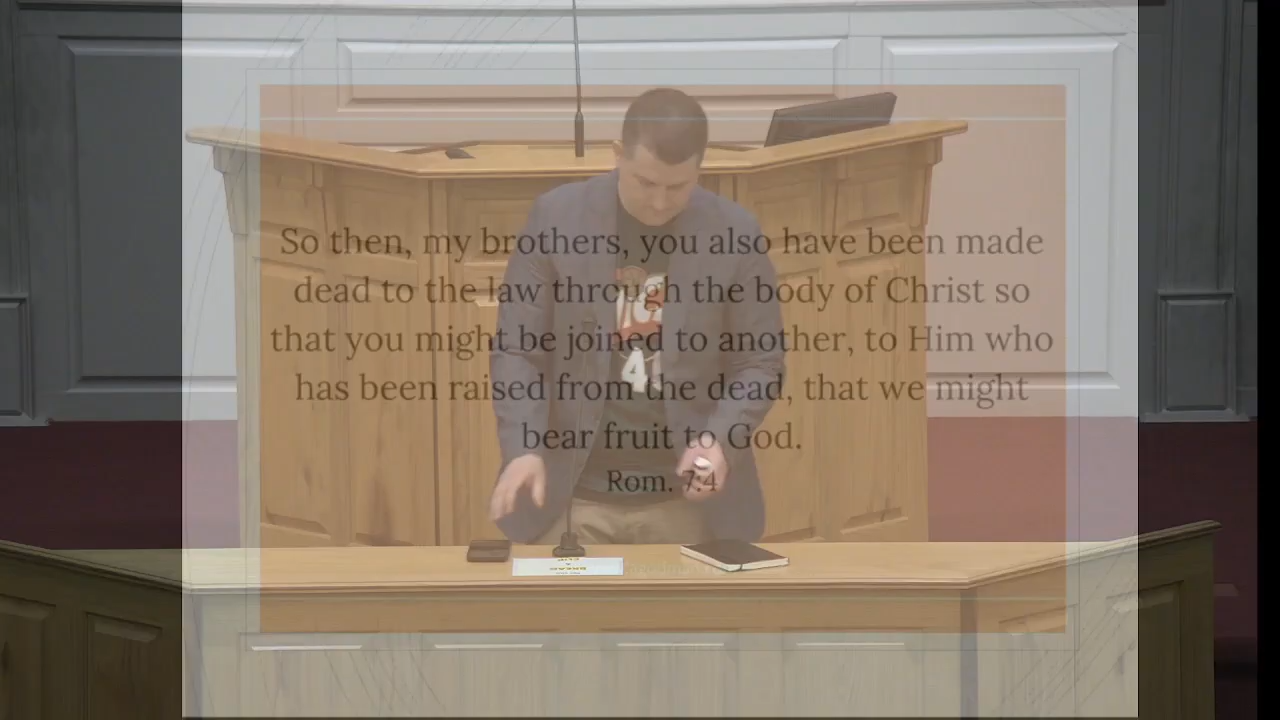 So then, my brothers, you also have been made
dead to the law through the body of Christ so
that you might be joined to another, to Him who
has been raised from the dead, that we might
bear fruit to God.
Rom. 7:4
BREAD